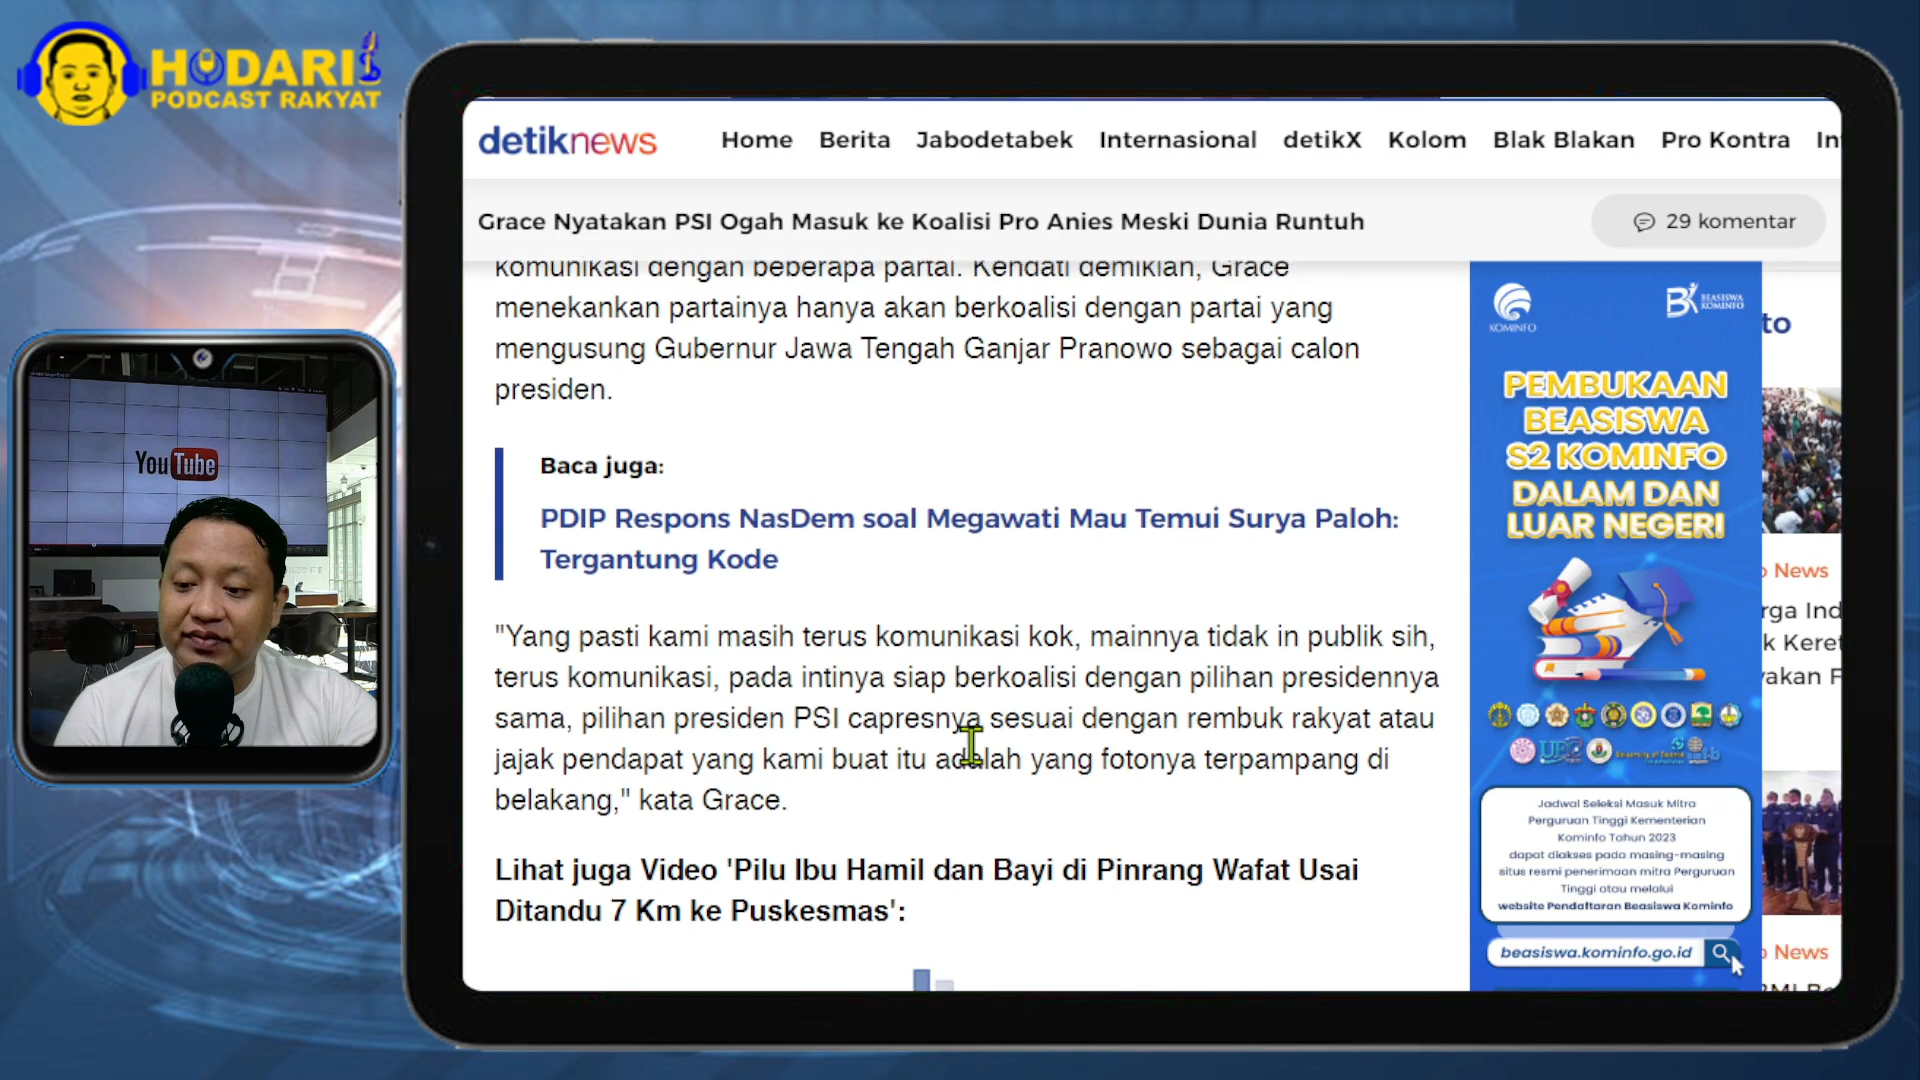 HODARI
PODCAST RAKYAT
YouTube
detiknews
Home Berita Jabodetabek Internasional detikX Kolom Blak Blakan Pro Kontra
Grace Nyatakan PSI Ogah Masuk ke Koalisi Pro Anies Meski Dunia Runtuh
29 komentar
komunikasi dengan beberapa partai. Kendati demikian, Grace
menekankan partainya hanya akan berkoalisi dengan partai yang
mengusung Gubernur Jawa Tengah Ganjar Pranowo sebagai calon
presiden.
Baca juga:
PDIP Respons NasDem soal Megawati Mau Temui Surya Paloh:
Tergantung Kode
"Yang pasti kami masih terus komunikasi kok, mainnya tidak in publik sih,
terus komunikasi, pada intinya siap berkoalisi dengan pilihan presidennya
sama, pilihan presiden PSI capresnya sesuai dengan rembuk rakyat atau
jajak pendapat yang kami buat itu adalah yang fotonya terpampang di
belakang," kata Grace.
Lihat juga Video 'Pilu Ibu Hamil dan Bayi di Pinrang Wafat Usai
Ditandu 7 Km ke Puskesmas':
KOMINFO
BEASISWA
KOMINFO
PEMBUKAAN
BEASISWA
S2 KOMINFO
DALAM DAN
LUAR NEGERI
Jadwal Seleksi Masuk Mitra
Perguruan Tinggi Kementerian
Kominfo Tahun 2023
dapat diakses pada masing-masing
situs resmi penerimaan mitra Perguruan
Tinggi atau melalui
website Pendaftaran Beasiswa Kominfo
beasiswa.kominfo.go.id
to
News
rga Ind
k Keret
yakan F
News